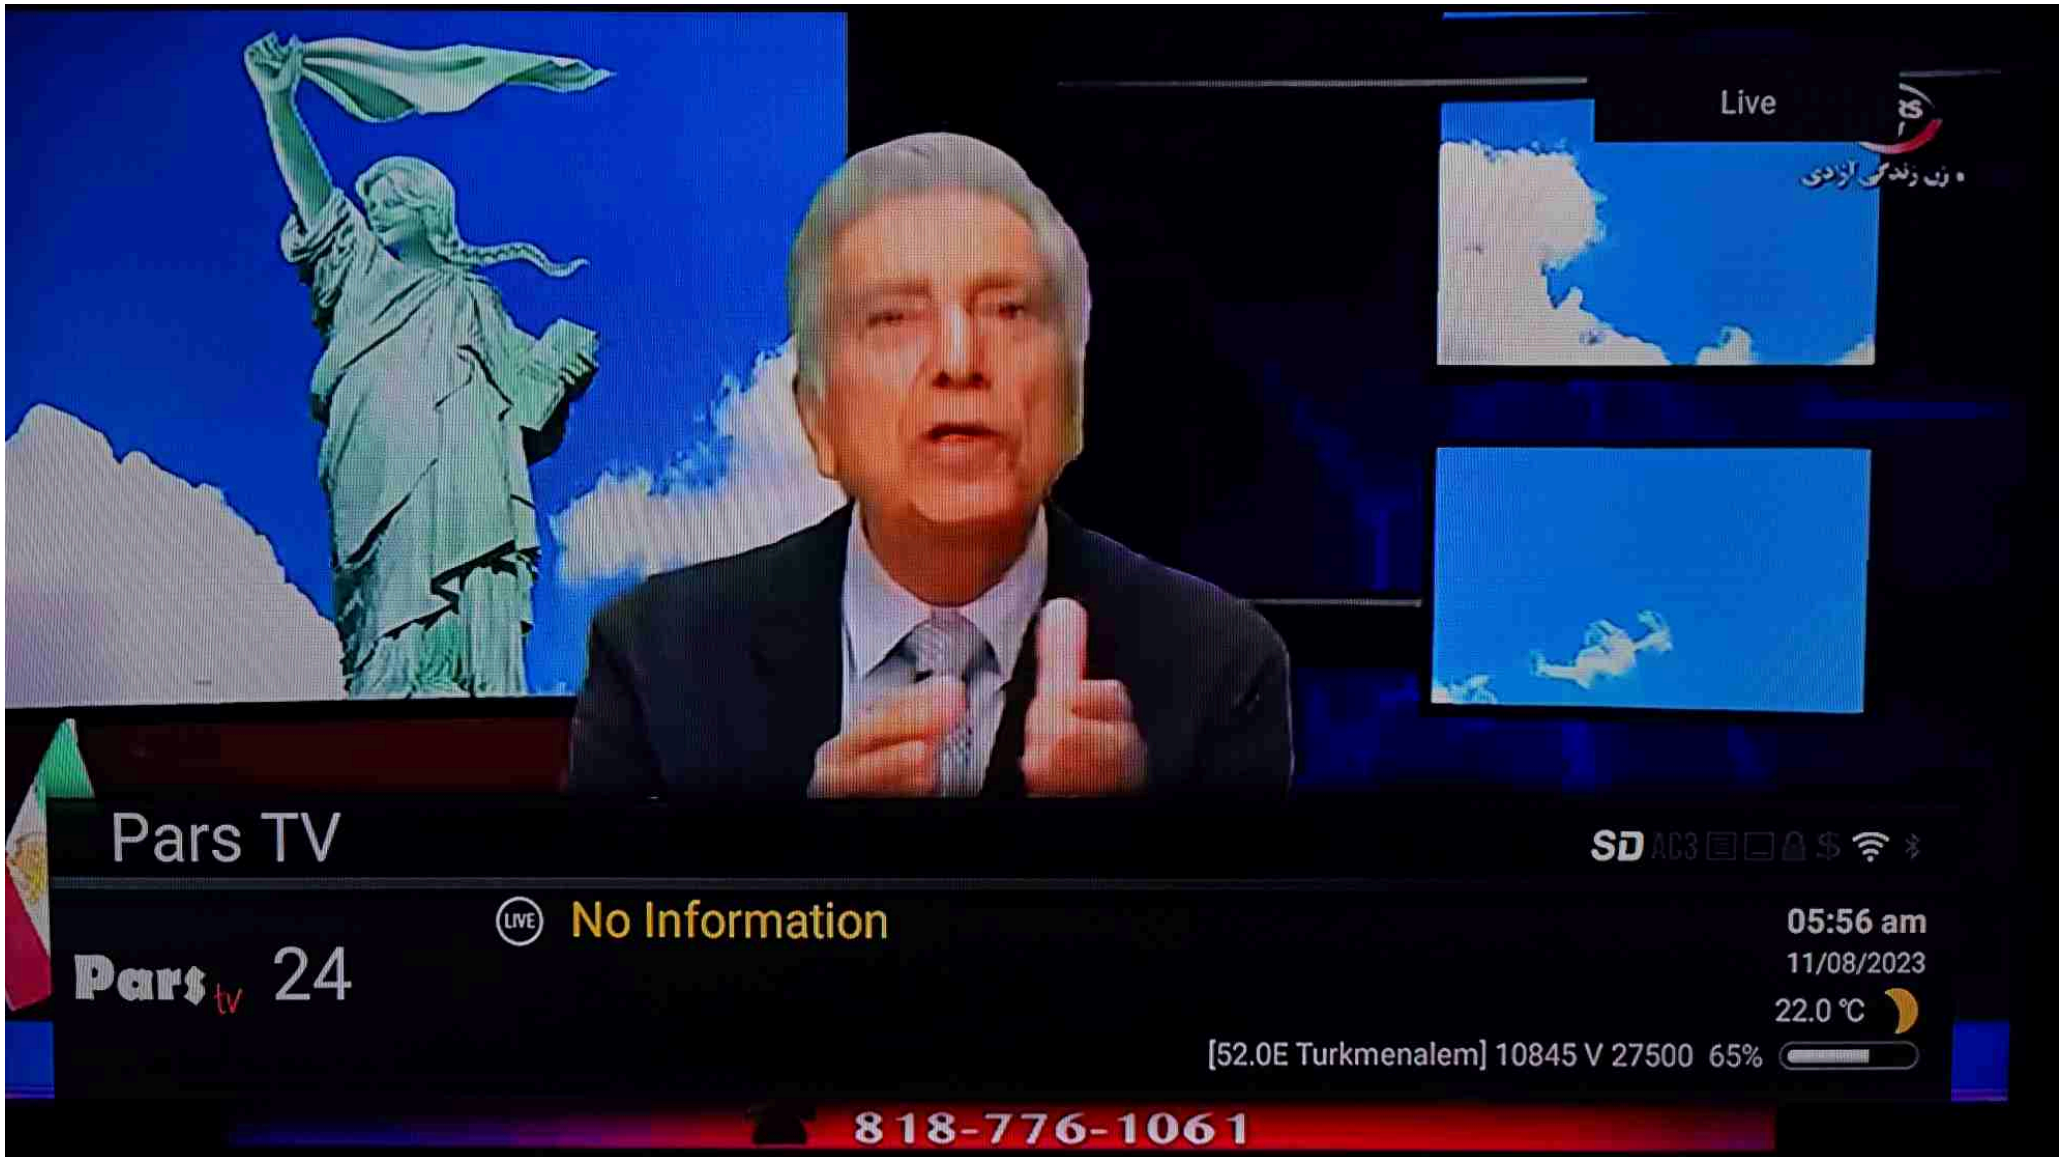 Live
زن زندگی آزادی
Pars TV
SD AC3 $
LIVE No Information
05:56 am
Pars tv 24
11/08/2023
22.0 °C
[52.0E Turkmenalem] 10845 V 27500 65%
818-776-1061